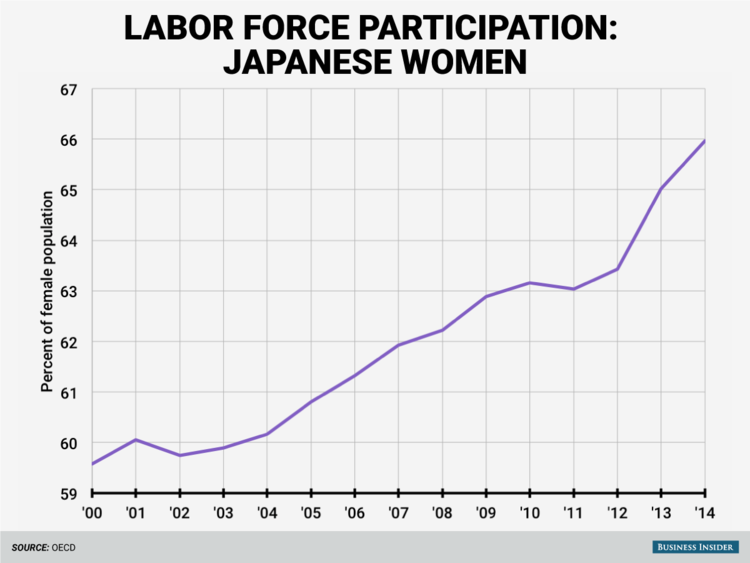 LABOR FORCE PARTICIPATION:
JAPANESE WOMEN
Percent of female population
67
66
65
64
63
62
61
60
59
'00 '01 '02 '03 '04 '05 '06 '07 '08 '09 '10 '11 '12 '13 '14
SOURCE: OECD
BUSINESS INSIDER